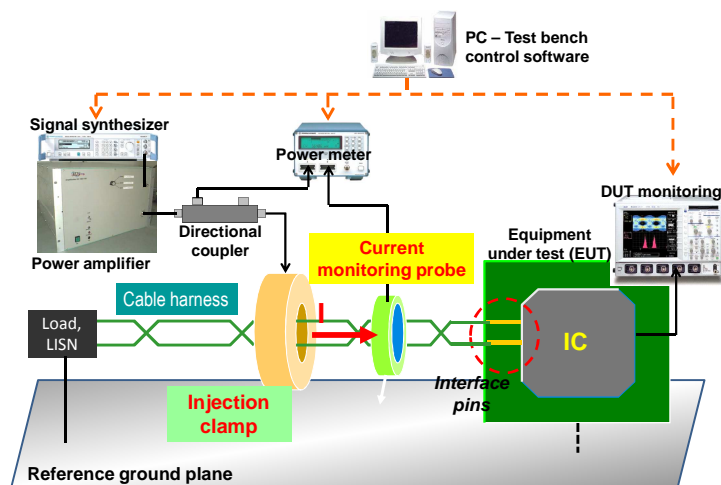 PC – Test bench
control software
Signal synthesizer
Power meter
DUT monitoring
Directional
coupler
Power amplifier
Current
monitoring probe
Equipment
under test (EUT)
Cable harness
I
Load,
LISN
IC
Interface
pins
Injection
clamp
Reference ground plane